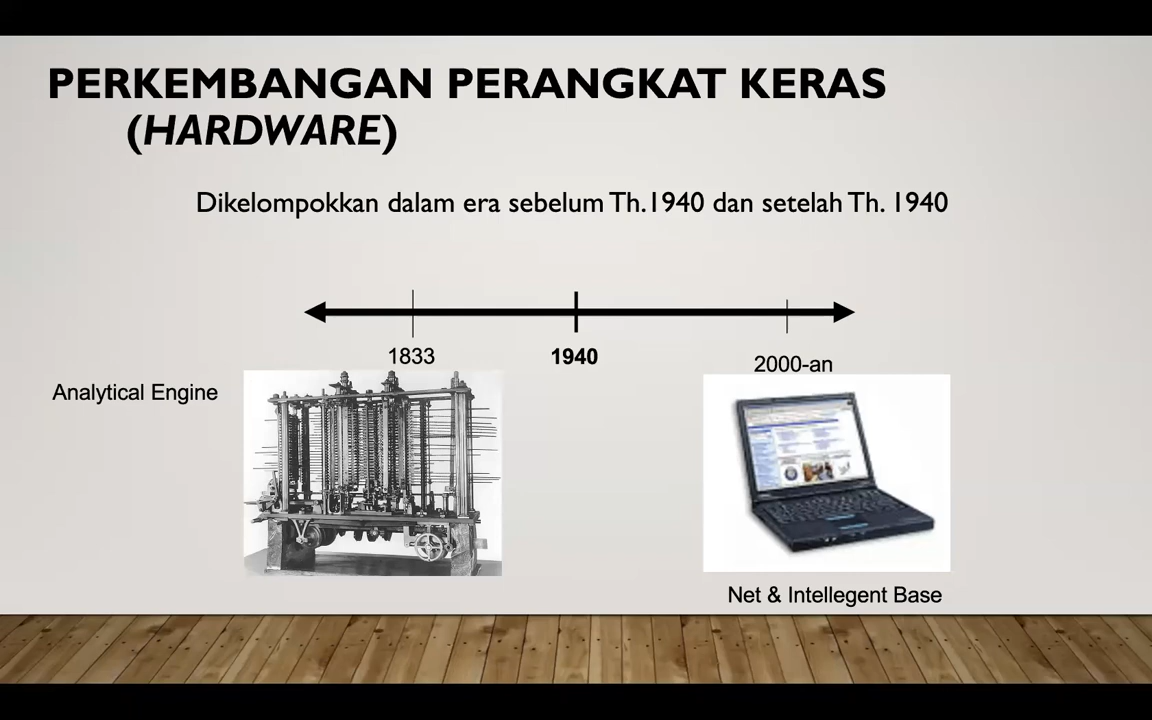 PERKEMBANGAN PERANGKAT KERAS
(HARDWARE)
Dikelompokkan dalam era sebelum Th.1940 dan setelah Th. 1940
1833
1940
2000-an
Analytical Engine
Net & Intellegent Base